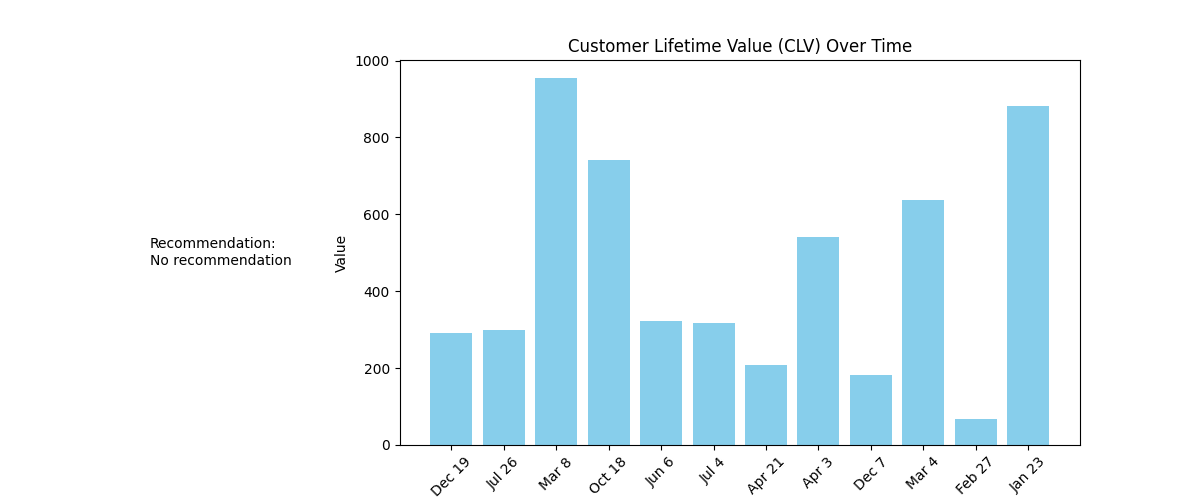 Customer Lifetime Value (CLV) Over Time
Recommendation:
No recommendation
Value
1000
800
600
400
200
0
Dec 19
Jul 26
Mar 8
Oct 18
Jun 6
Jul 4
Apr 21
Apr 3
Dec 7
Mar 4
Feb 27
Jan 23